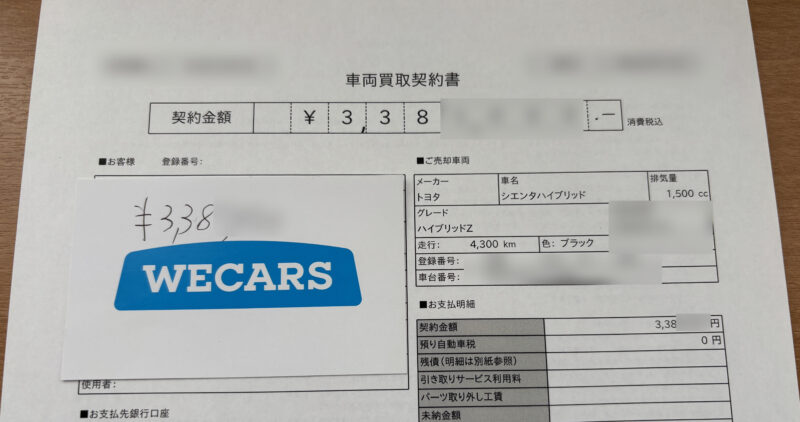 車両買取契約書
契約金額 ¥ 3,38 .ー 消費税込
■お客様 登録番号:
¥3,38
WECARS
使用者:
■お支払先銀行口座
■ご売却車両
メーカー 車名 排気量
トヨタ シエンタハイブリッド 1,500 cc
グレード
ハイブリッドZ
走行: 4,300 km 色: ブラック
登録番号:
車台番号:
■お支払明細
契約金額 3,38 円
預り自動車税 0 円
残債(明細は別紙参照)
引き取りサービス利用料
パーツ取り外し工賃
未納金額